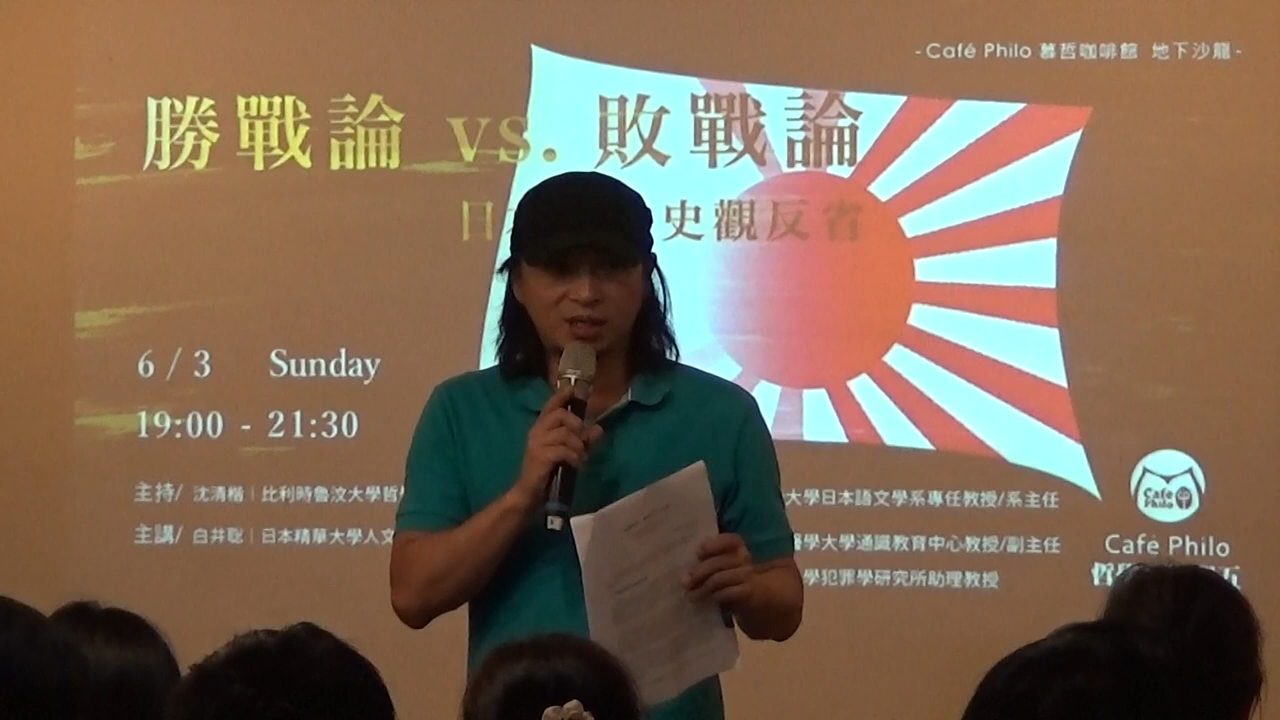 -Café Philo 慕哲咖啡館 地下沙龍-
勝戰論 vs. 敗戰論
日 史觀反省
6 / 3 Sunday
19:00 - 21:30
主持/ 沈清楷｜比利時魯汶大學哲
大學日本語文學系專任教授/系主任
主講/ 白井聡｜日本精華大學人文
醫學大學通識教育中心教授/副主任
學犯罪學研究所助理教授
Café Philo
Café Philo
哲學